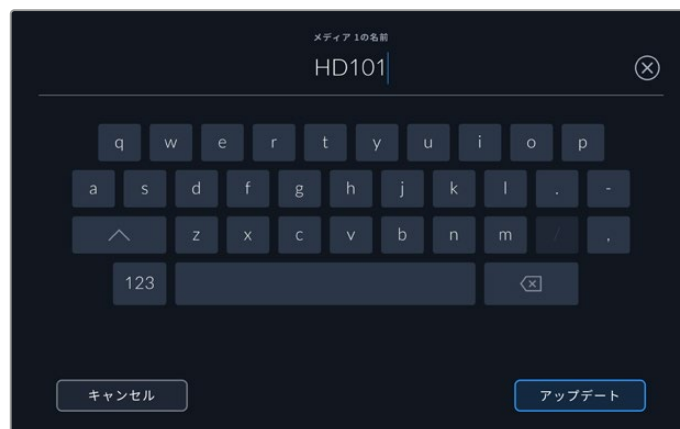 メディア 1の名前
HD101
q w e r t y u i o p
a s d f g h j k l . -
z x c v b n m / ,
123
キャンセル
アップデート